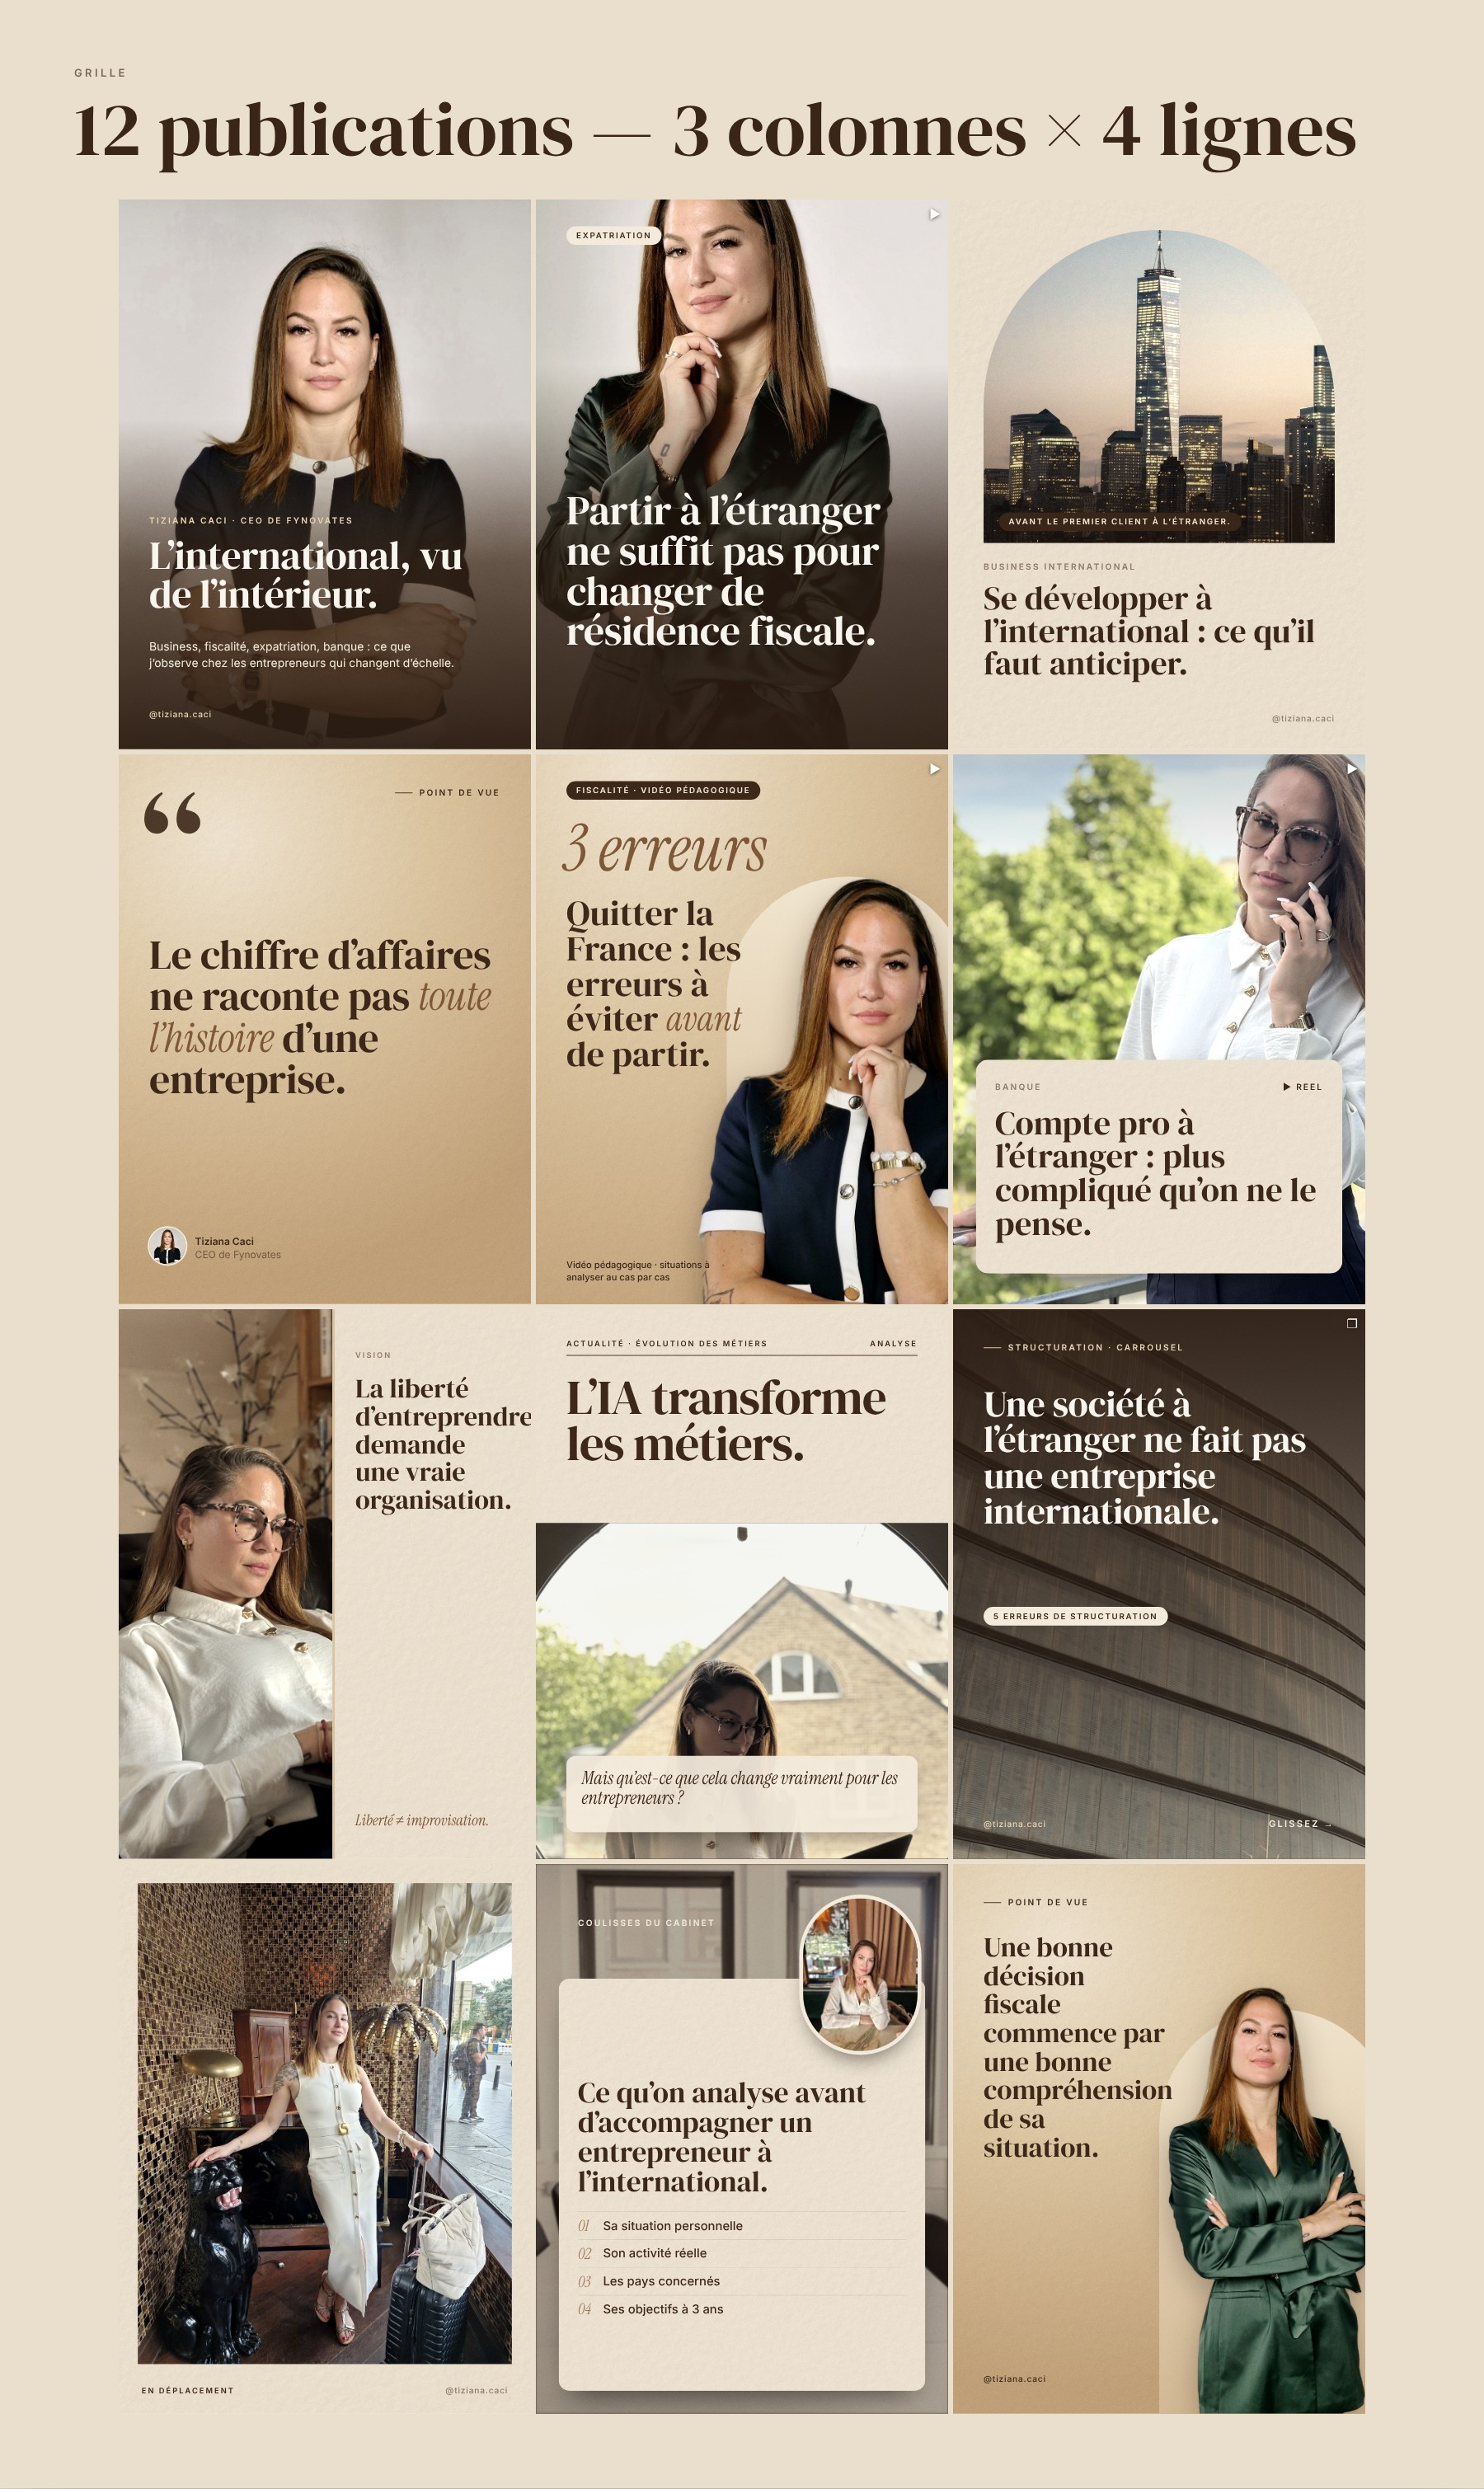 GRILLE
12 publications — 3 colonnes × 4 lignes
TIZIANA CACI · CEO DE FYNOVATES
L’international, vu
de l’intérieur.
Business, fiscalité, expatriation, banque : ce que
j’observe chez les entrepreneurs qui changent d’échelle.
@tiziana.caci
EXPATRIATION
Partir à l’étranger
ne suffit pas pour
changer de
résidence fiscale.
AVANT LE PREMIER CLIENT À L’ÉTRANGER.
BUSINESS INTERNATIONAL
Se développer à
l’international : ce qu’il
faut anticiper.
@tiziana.caci
“
POINT DE VUE
Le chiffre d’affaires
ne raconte pas toute
l’histoire d’une
entreprise.
Tiziana Caci
CEO de Fynovates
FISCALITÉ · VIDÉO PÉDAGOGIQUE
3 erreurs
Quitter la
France : les
erreurs à
éviter avant
de partir.
Vidéo pédagogique · situations à
analyser au cas par cas
BANQUE
▶ REEL
Compte pro à
l’étranger : plus
compliqué qu’on ne le
pense.
VISION
La liberté
d’entreprendre
demande
une vraie
organisation.
Liberté ≠ improvisation.
ACTUALITÉ · ÉVOLUTION DES MÉTIERS
ANALYSE
L’IA transforme
les métiers.
Mais qu’est-ce que cela change vraiment pour les
entrepreneurs ?
STRUCTURATION · CARROUSEL
Une société à
l’étranger ne fait pas
une entreprise
internationale.
5 ERREURS DE STRUCTURATION
@tiziana.caci
GLISSEZ →
EN DÉPLACEMENT
@tiziana.caci
COULISSES DU CABINET
Ce qu’on analyse avant
d’accompagner un
entrepreneur à
l’international.
01 Sa situation personnelle
02 Son activité réelle
03 Les pays concernés
04 Ses objectifs à 3 ans
POINT DE VUE
Une bonne
décision
fiscale
commence par
une bonne
compréhension
de sa
situation.
@tiziana.caci